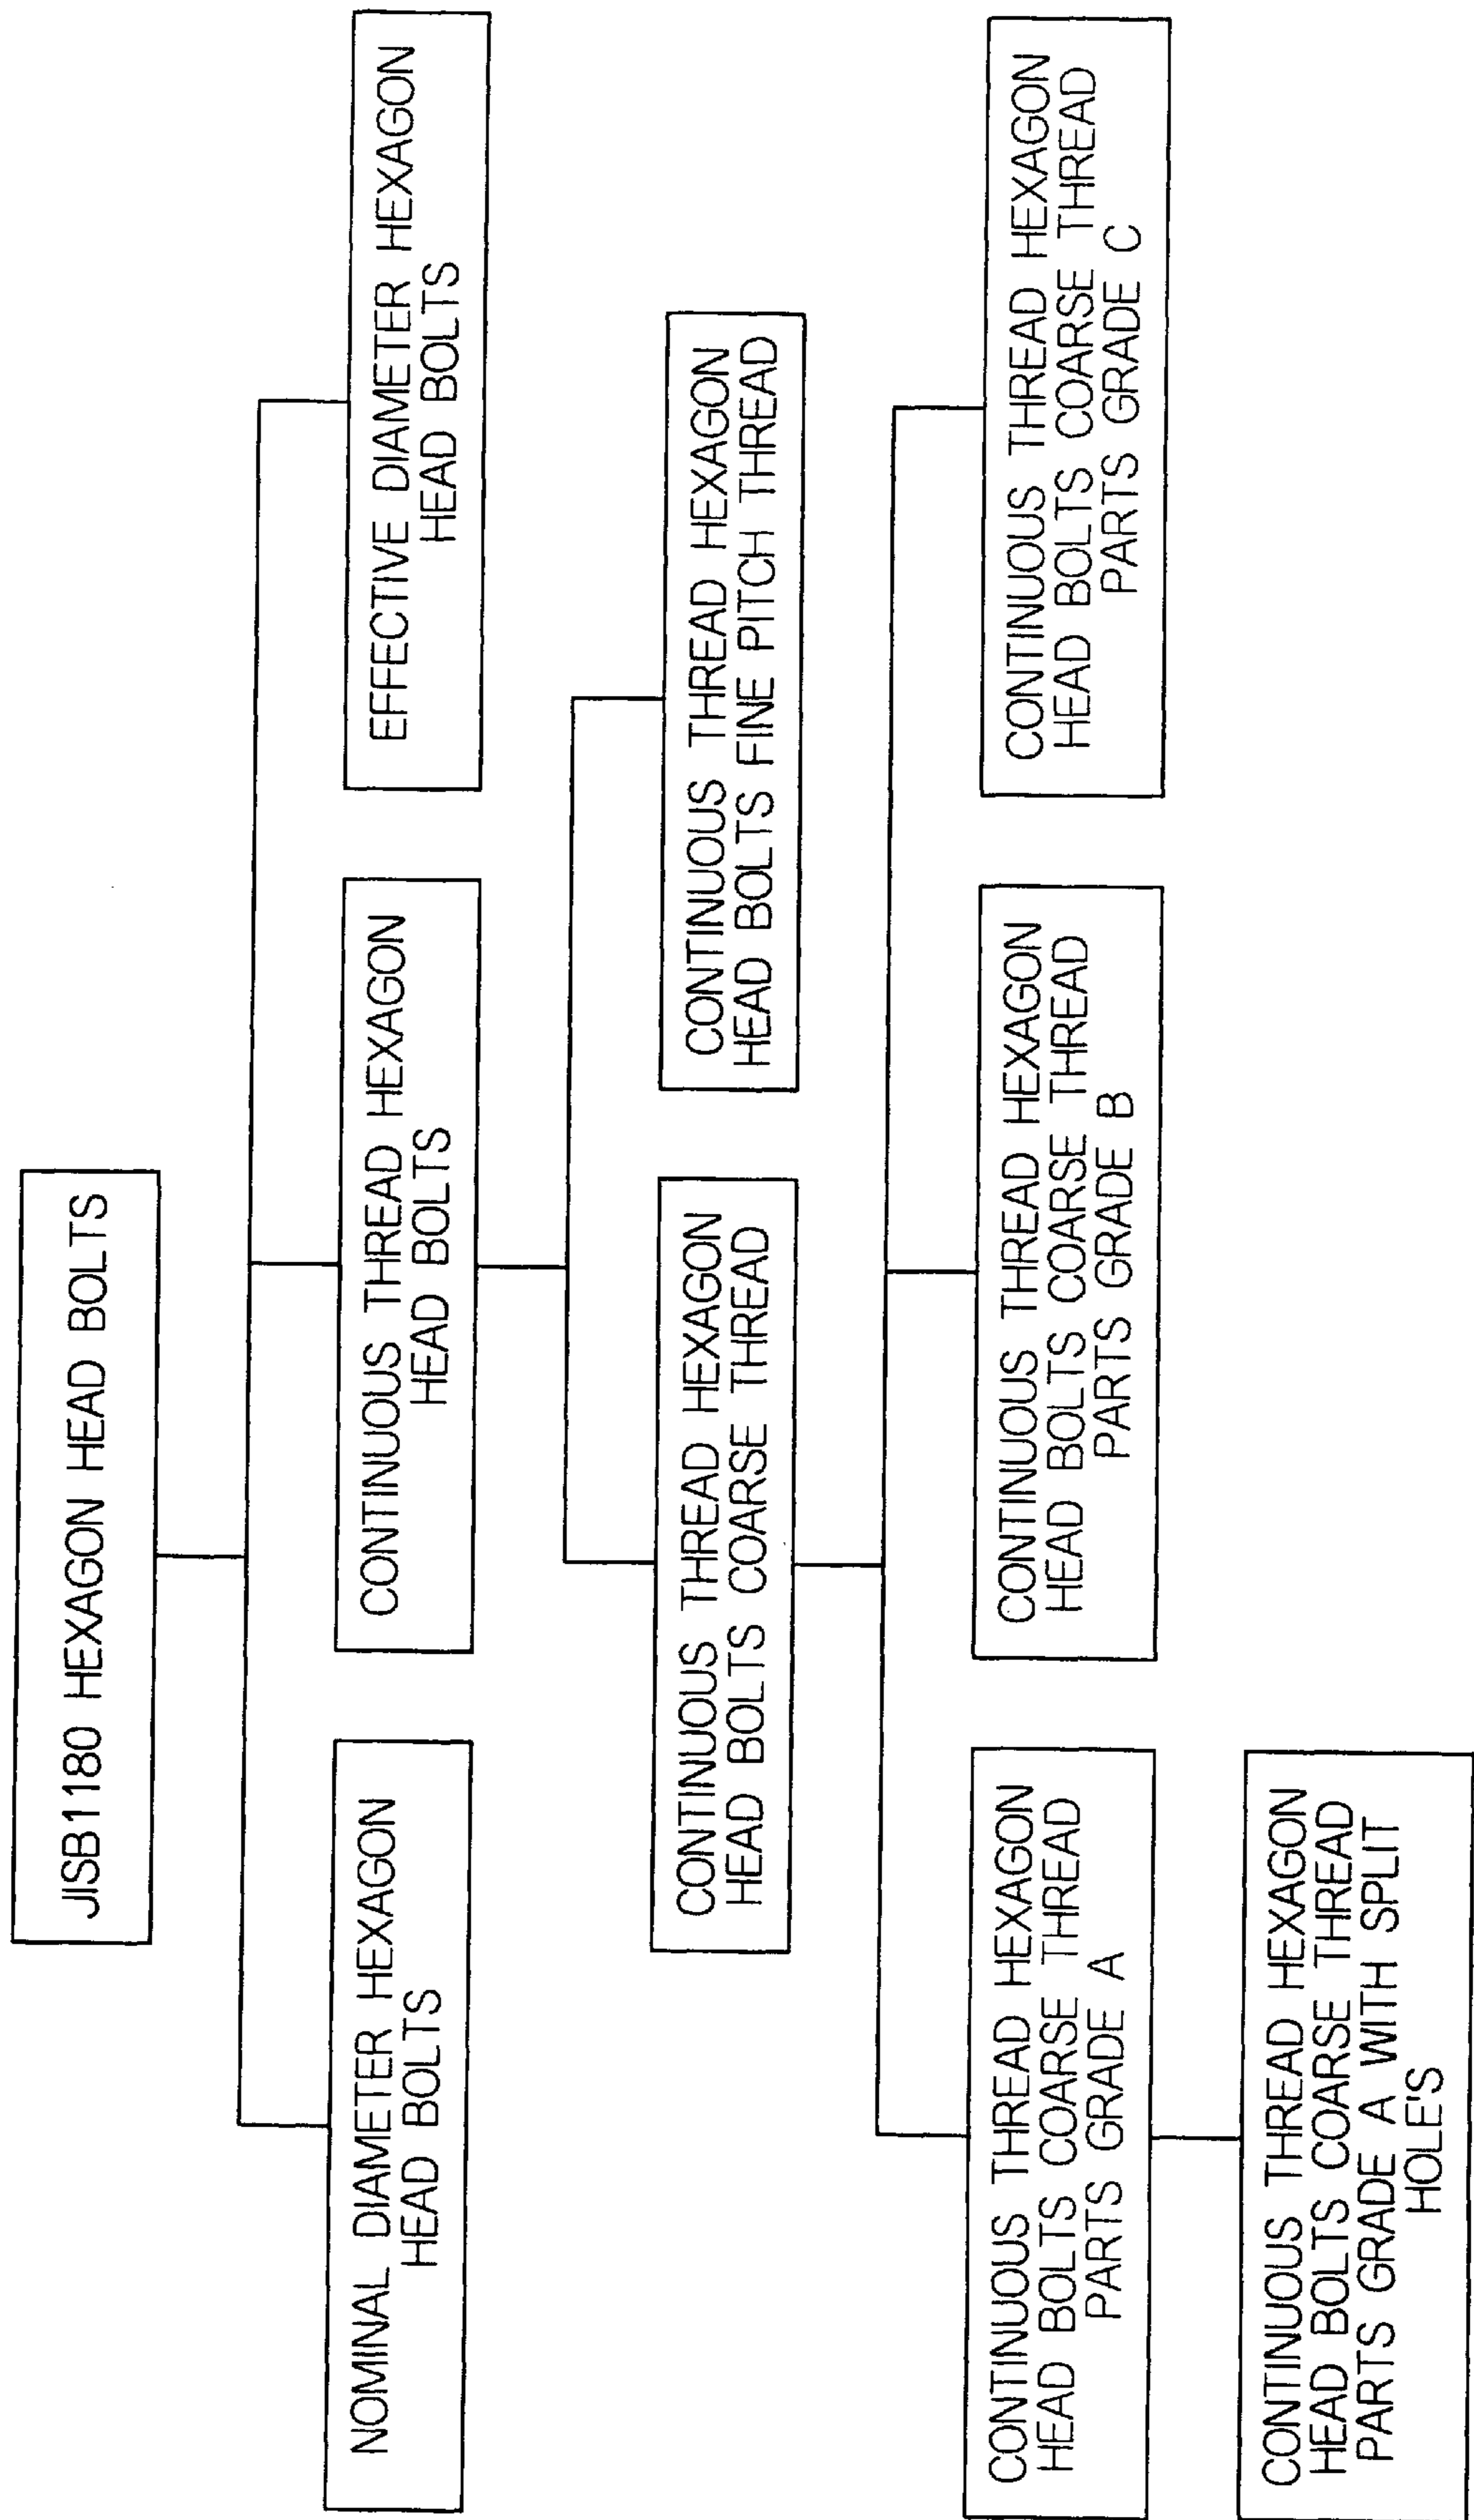 JISB1180 HEXAGON HEAD BOLTS
NOMINAL DIAMETER HEXAGON
HEAD BOLTS
CONTINUOUS THREAD HEXAGON
HEAD BOLTS
EFFECTIVE DIAMETER HEXAGON
HEAD BOLTS
CONTINUOUS THREAD HEXAGON
HEAD BOLTS COARSE THREAD
CONTINUOUS THREAD HEXAGON
HEAD BOLTS FINE PITCH THREAD
CONTINUOUS THREAD HEXAGON
HEAD BOLTS COARSE THREAD
PARTS GRADE A
CONTINUOUS THREAD HEXAGON
HEAD BOLTS COARSE THREAD
PARTS GRADE B
CONTINUOUS THREAD HEXAGON
HEAD BOLTS COARSE THREAD
PARTS GRADE C
CONTINUOUS THREAD HEXAGON
HEAD BOLTS COARSE THREAD
PARTS GRADE A WITH SPLIT
HOLE'S